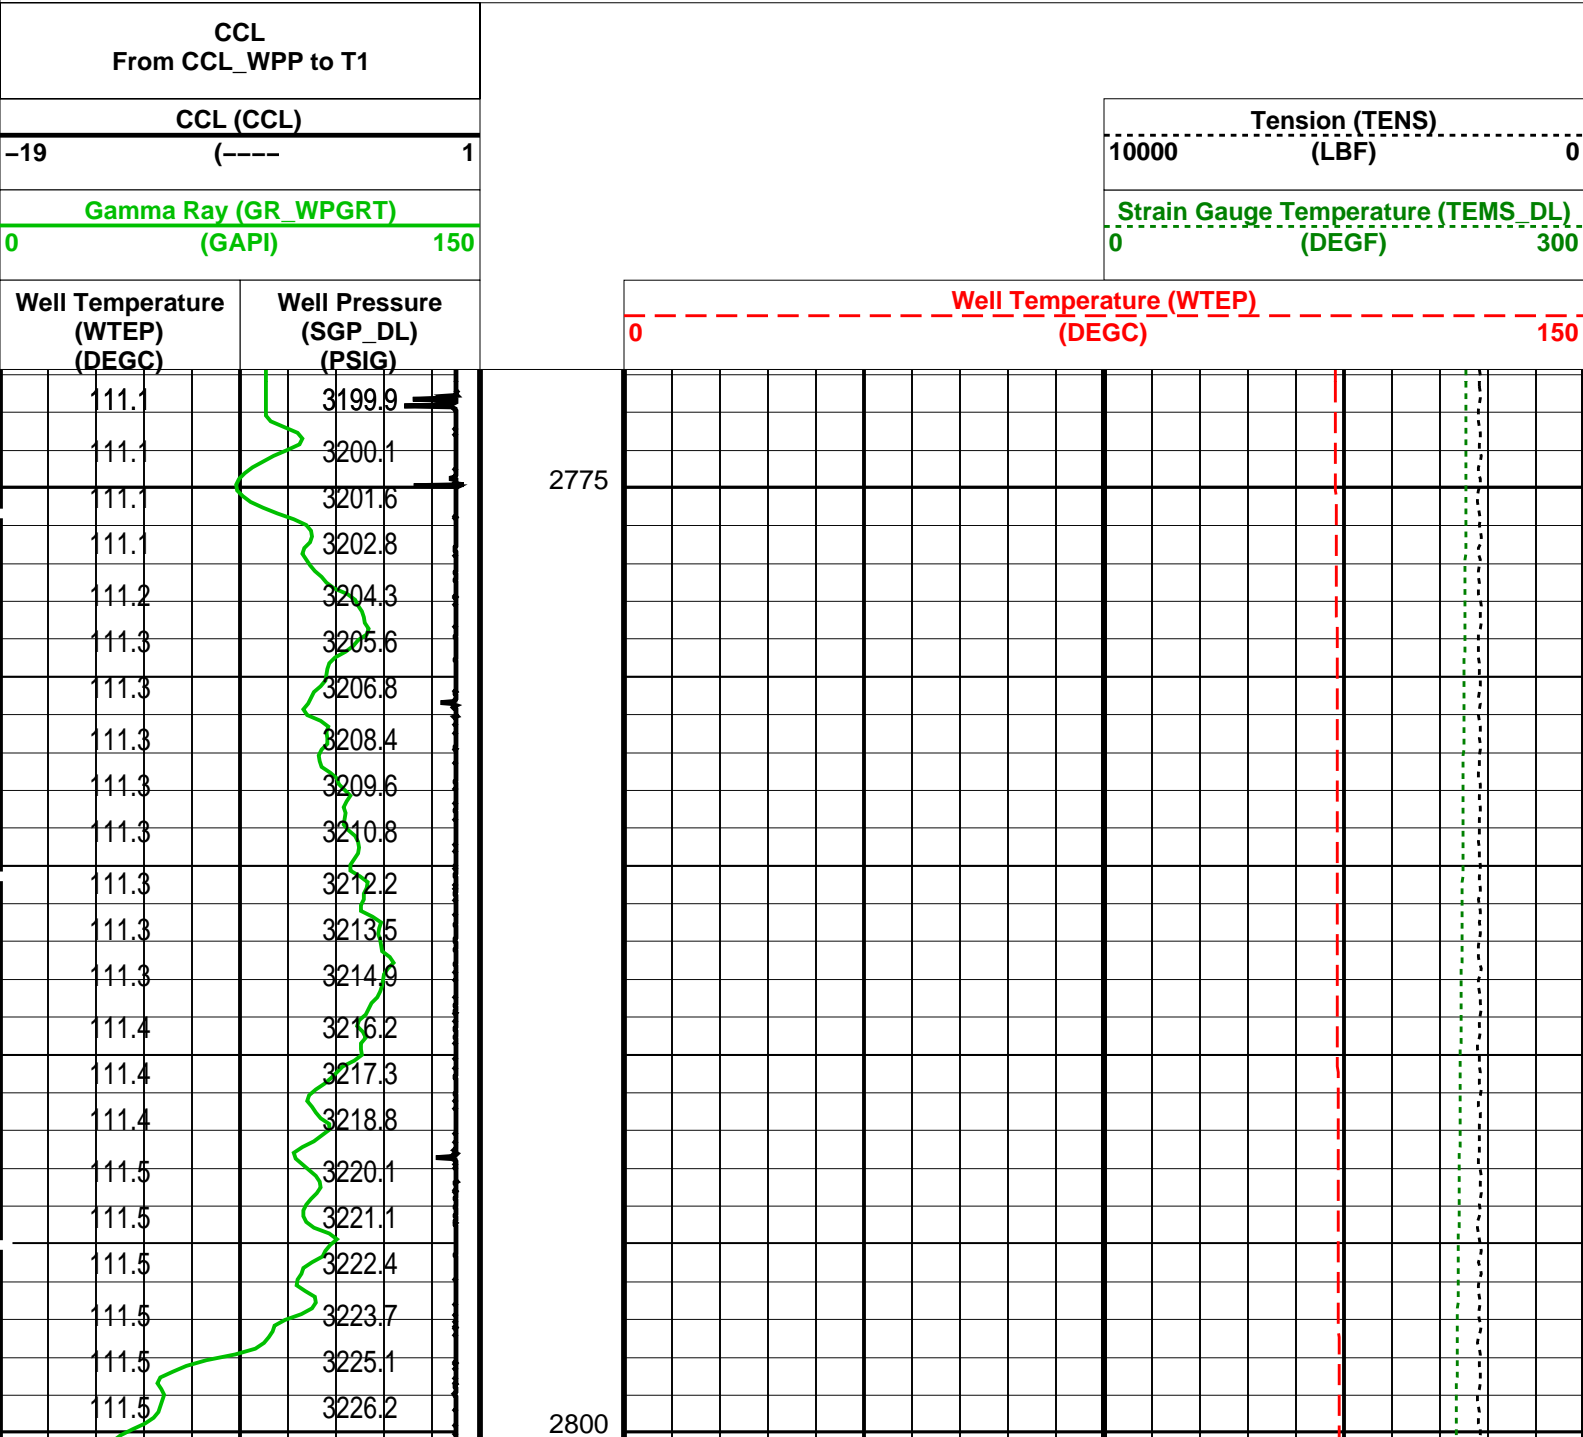 CCL
From CCL_WPP to T1
CCL (CCL)
−19 (−−−− 1
Gamma Ray (GR_WPGRT)
0 (GAPI) 150
Tension (TENS)
10000 (LBF) 0
Strain Gauge Temperature (TEMS_DL)
0 (DEGF) 300
Well Temperature
(WTEP)
(DEGC)
Well Pressure
(SGP_DL)
(PSIG)
Well Temperature (WTEP)
0 (DEGC) 150
111.1 3199.9
111.1 3200.1
2775
111.1 3201.6
111.1 3202.8
111.2 3204.3
111.3 3205.6
111.3 3206.8
111.3 3208.4
111.3 3209.6
111.3 3210.8
111.3 3212.2
111.3 3213.5
111.3 3214.9
111.4 3216.2
111.4 3217.3
111.4 3218.8
111.5 3220.1
111.5 3221.1
111.5 3222.4
111.5 3223.7
111.5 3225.1
111.5 3226.2
2800